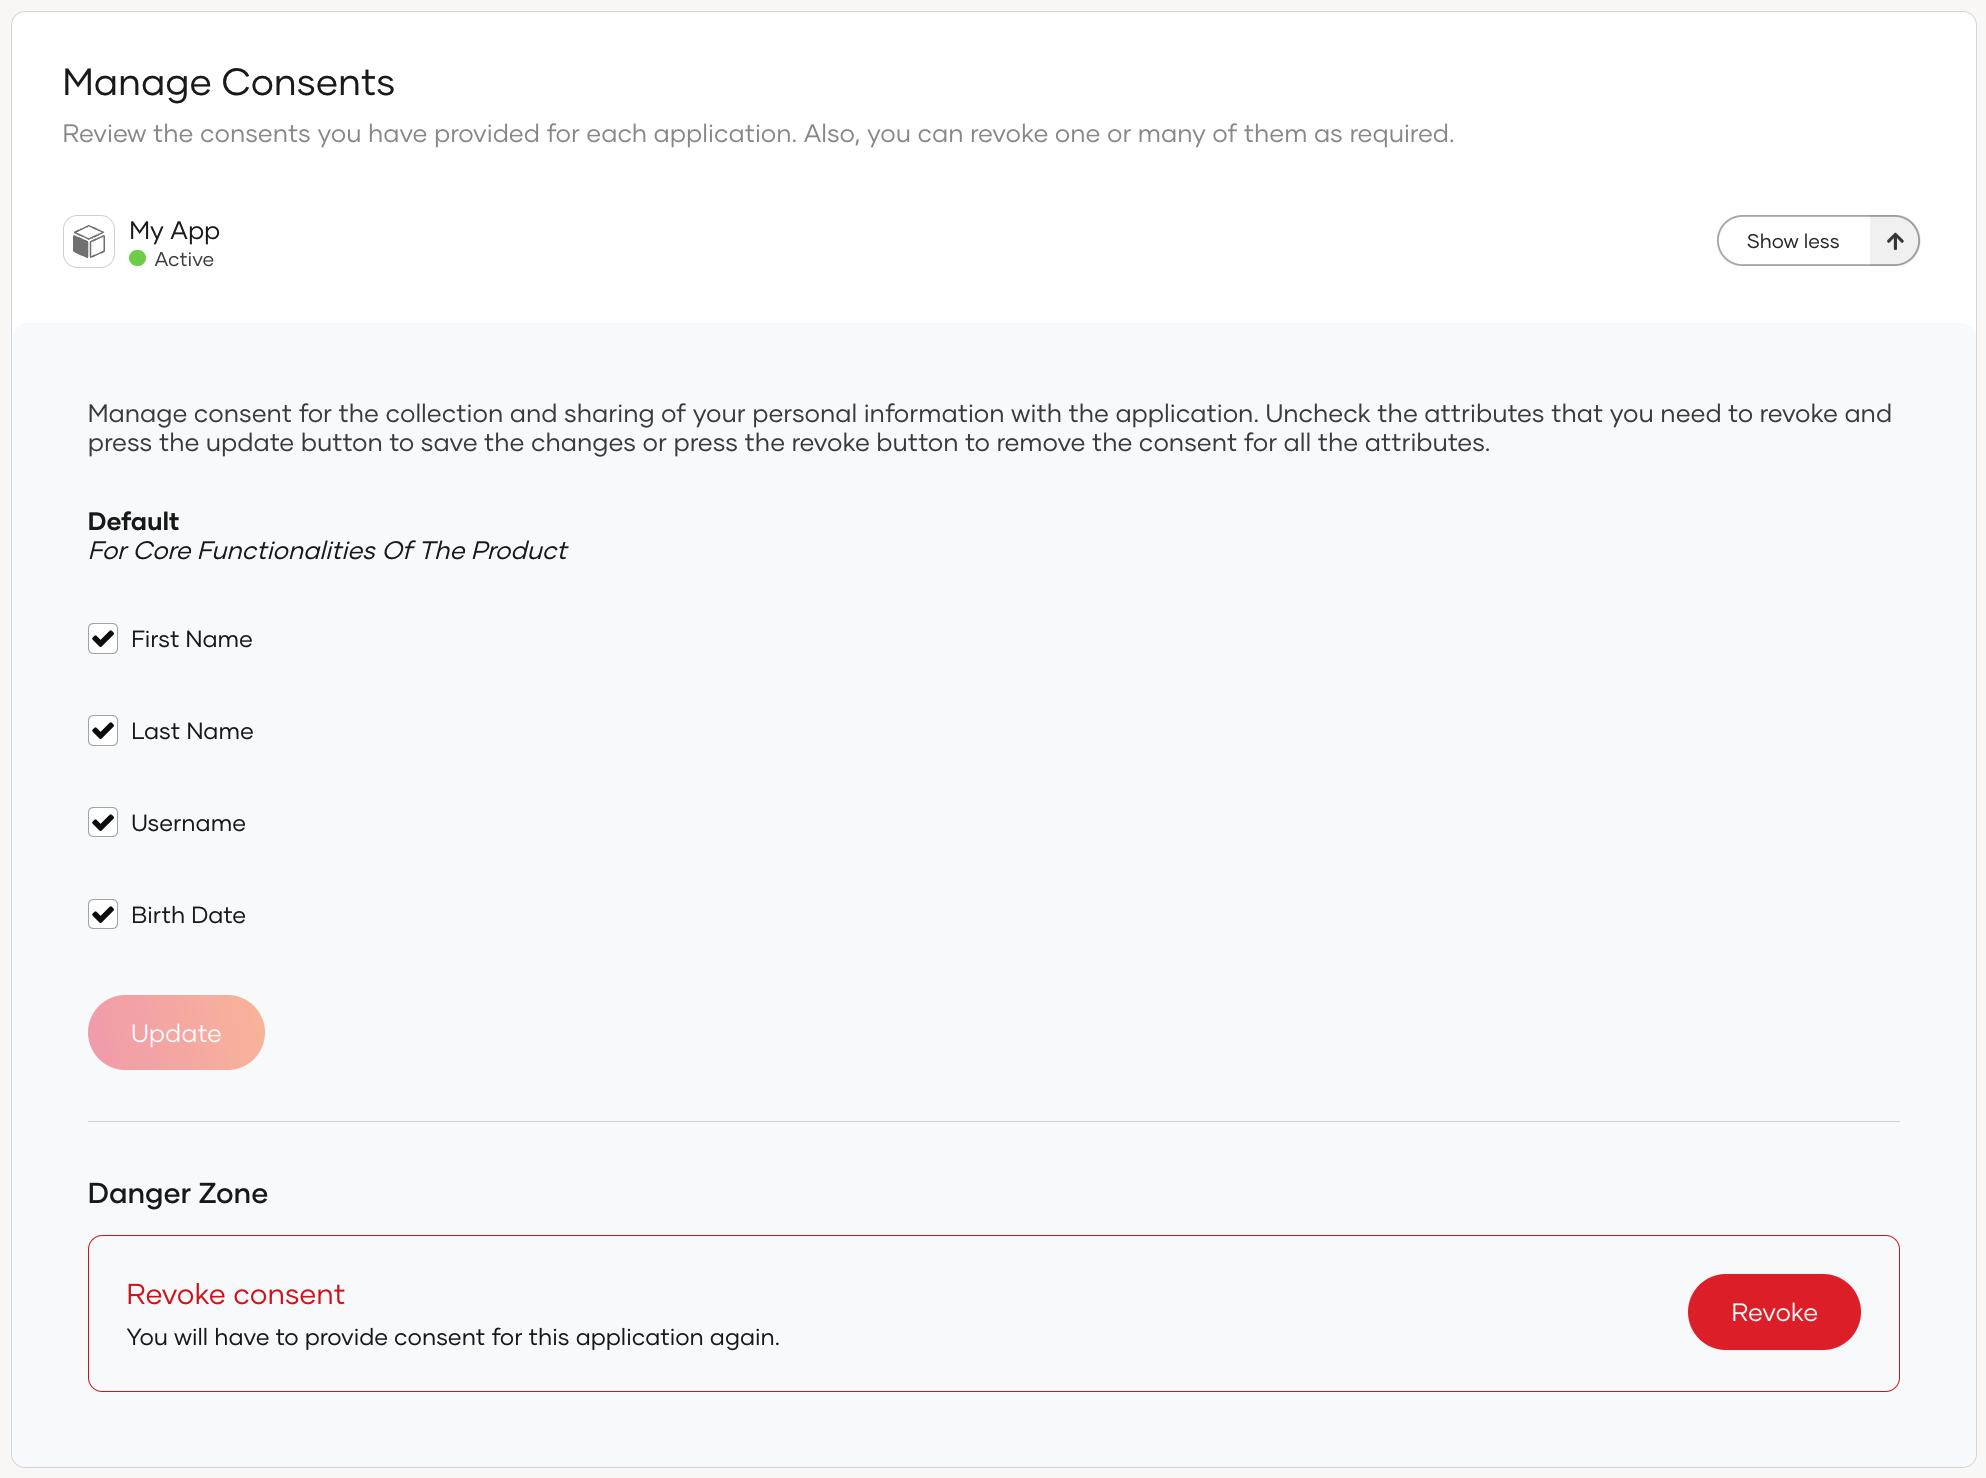 Manage Consents
Review the consents you have provided for each application. Also, you can revoke one or many of them as required.
My App
Active
Show less
Manage consent for the collection and sharing of your personal information with the application. Uncheck the attributes that you need to revoke and
press the update button to save the changes or press the revoke button to remove the consent for all the attributes.
Default
For Core Functionalities Of The Product
First Name
Last Name
Username
Birth Date
Update
Danger Zone
Revoke consent
You will have to provide consent for this application again.
Revoke